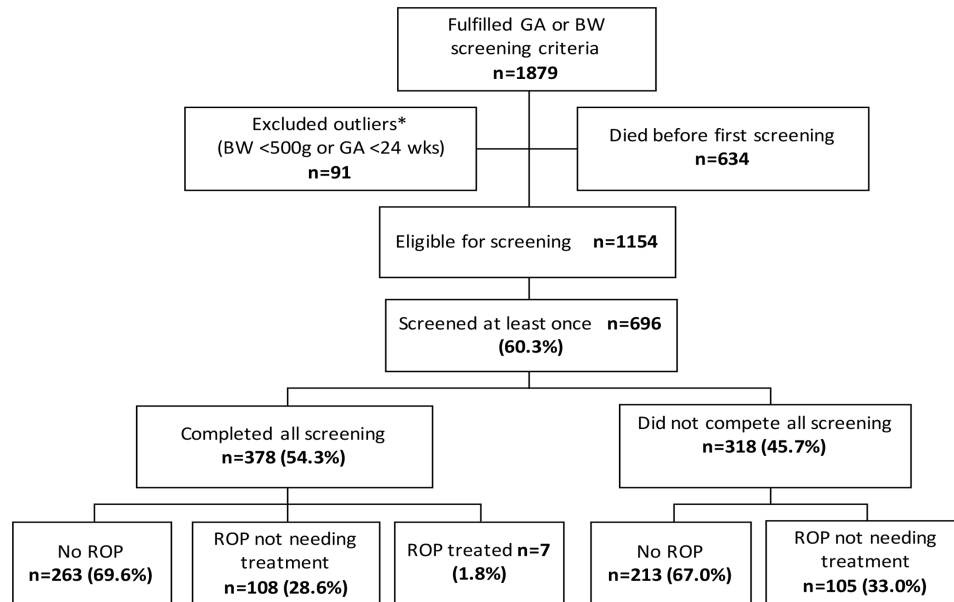 Fulfilled GA or BW
screening criteria
n=1879
Excluded outliers*
(BW <500g or GA <24 wks)
n=91
Died before first screening
n=634
Eligible for screening n=1154
Screened at least once n=696
(60.3%)
Completed all screening
n=378 (54.3%)
Did not compete all screening
n=318 (45.7%)
No ROP
n=263 (69.6%)
ROP not needing
treatment
n=108 (28.6%)
ROP treated n=7
(1.8%)
No ROP
n=213 (67.0%)
ROP not needing
treatment
n=105 (33.0%)